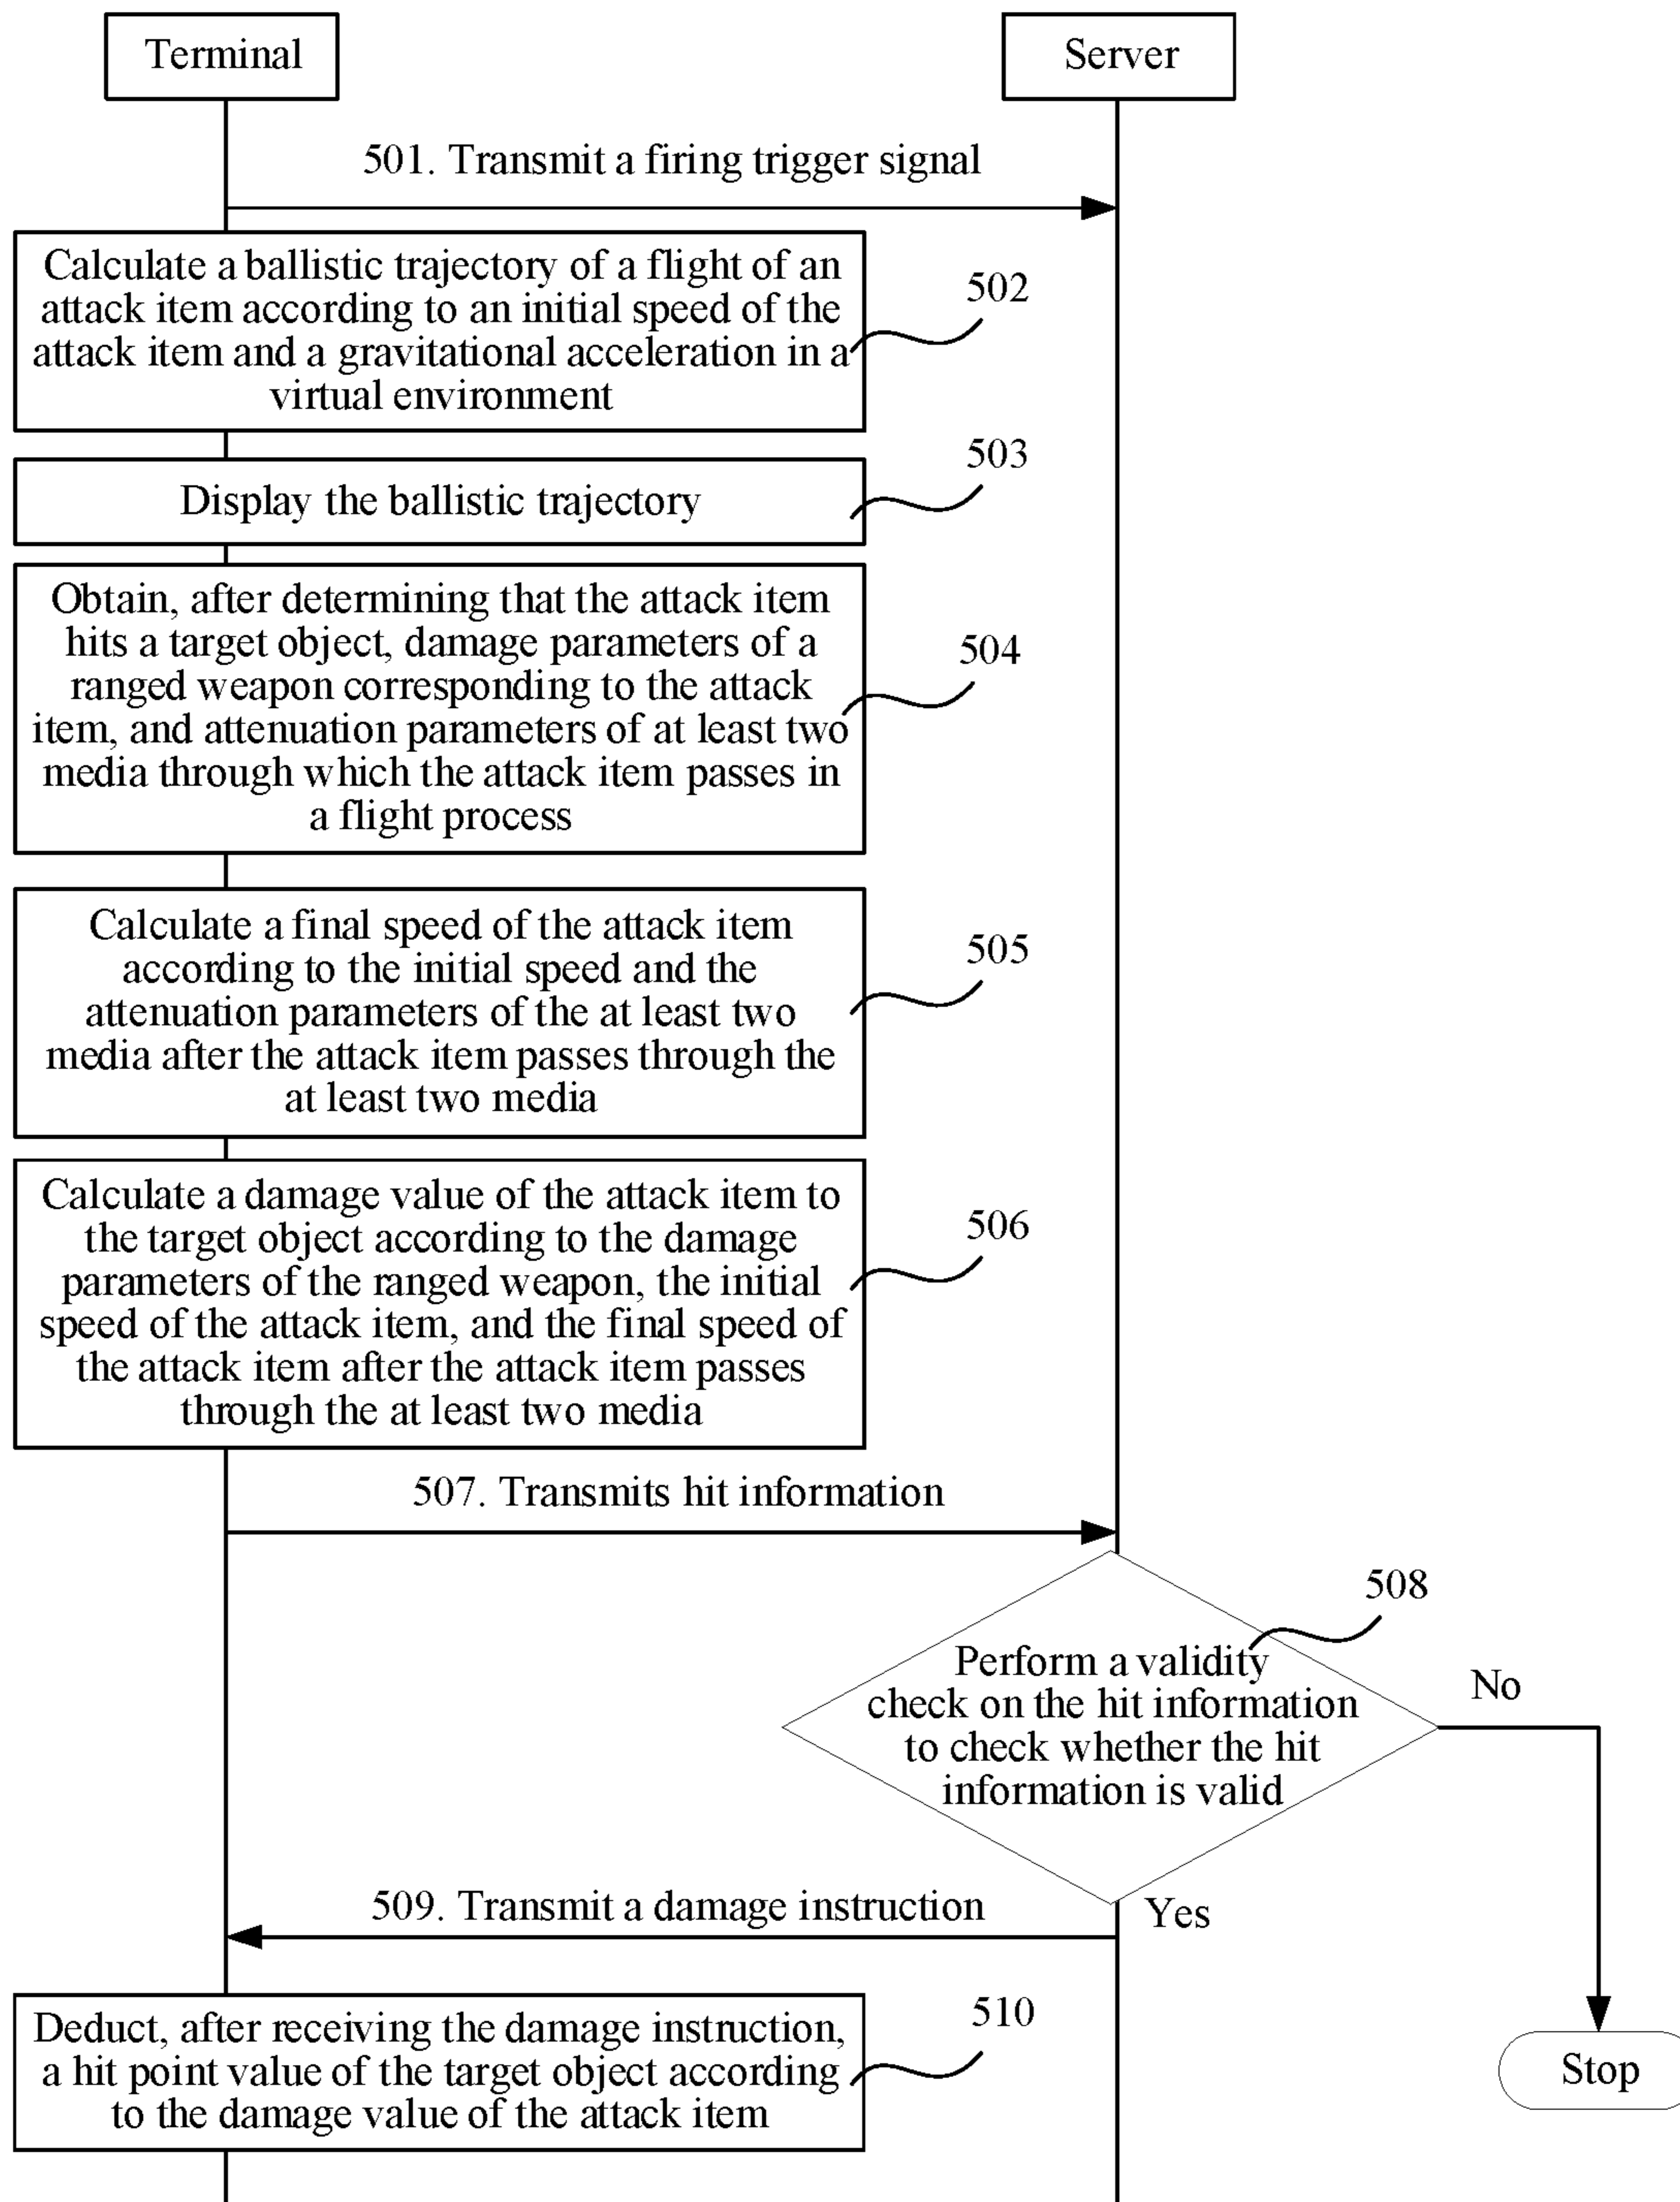 Terminal
Server
501. Transmit a firing trigger signal
Calculate a ballistic trajectory of a flight of an
attack item according to an initial speed of the
attack item and a gravitational acceleration in a
virtual environment
502
Display the ballistic trajectory
503
Obtain, after determining that the attack item
hits a target object, damage parameters of a
ranged weapon corresponding to the attack
item, and attenuation parameters of at least two
media through which the attack item passes in
a flight process
504
Calculate a final speed of the attack item
according to the initial speed and the
attenuation parameters of the at least two
media after the attack item passes through the
at least two media
505
Calculate a damage value of the attack item to
the target object according to the damage
parameters of the ranged weapon, the initial
speed of the attack item, and the final speed of
the attack item after the attack item passes
through the at least two media
506
507. Transmits hit information
508
Perform a validity
check on the hit information
to check whether the hit
information is valid
No
509. Transmit a damage instruction
Yes
Deduct, after receiving the damage instruction,
a hit point value of the target object according
to the damage value of the attack item
510
Stop